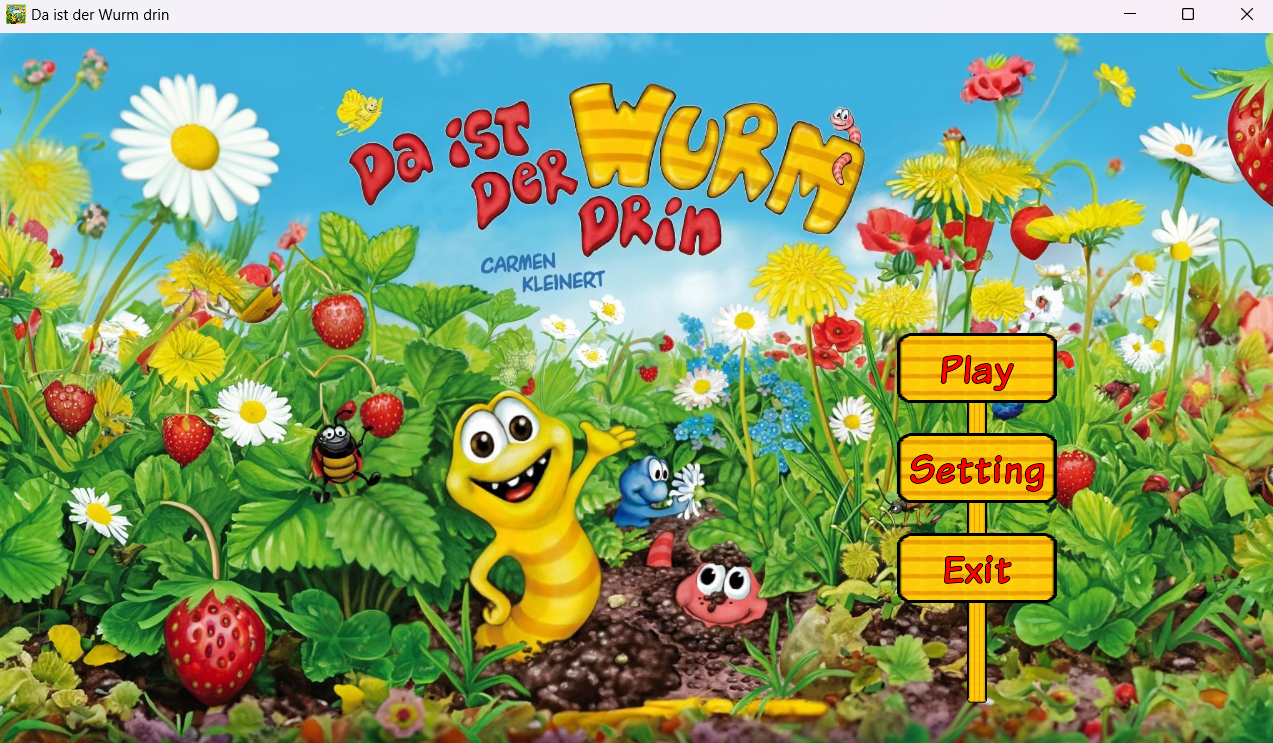 Da ist der Wurm drin
Da iST
DER WURM
DRin
CARMEN
KLEINERT
Play
Setting
Exit